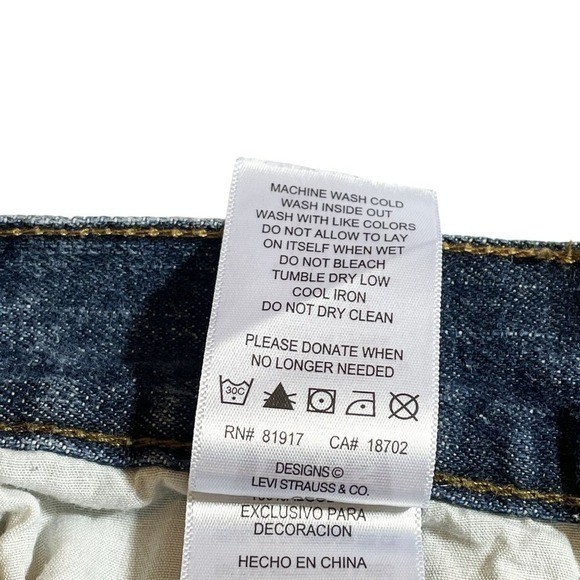 MACHINE WASH COLD
WASH INSIDE OUT
WASH WITH LIKE COLORS
DO NOT ALLOW TO LAY
ON ITSELF WHEN WET
DO NOT BLEACH
TUMBLE DRY LOW
COOL IRON
DO NOT DRY CLEAN
PLEASE DONATE WHEN
NO LONGER NEEDED
30C
RN# 81917 CA# 18702
DESIGNS ©
LEVI STRAUSS & CO.
EXCLUSIVO PARA
DECORACION
HECHO EN CHINA